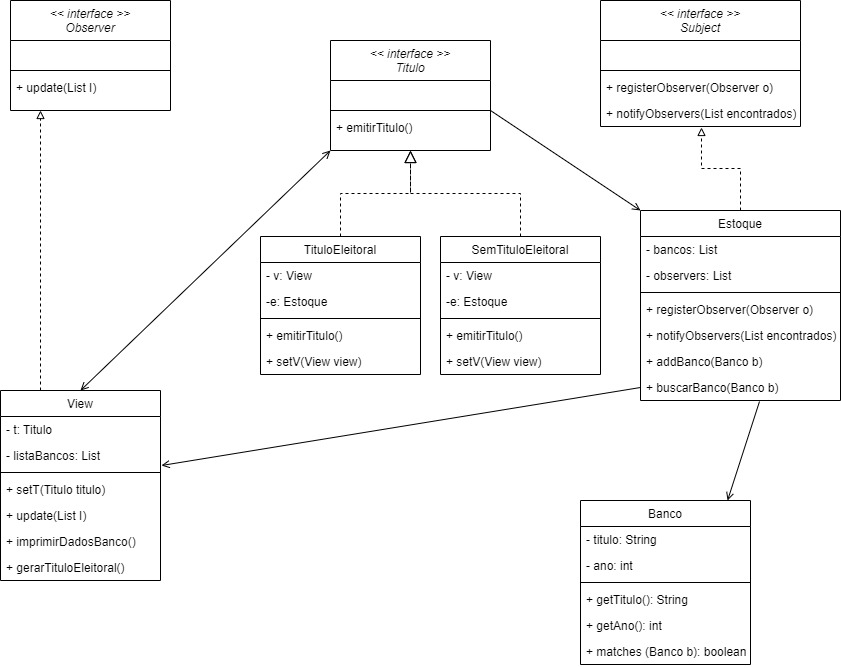 << interface >>
Observer
+ update(List l)
<< interface >>
Titulo
+ emitirTitulo()
<< interface >>
Subject
+ registerObserver(Observer o)
+ notifyObservers(List encontrados)
TituloEleitoral
- v: View
-e: Estoque
+ emitirTitulo()
+ setV(View view)
SemTituloEleitoral
- v: View
-e: Estoque
+ emitirTitulo()
+ setV(View view)
Estoque
- bancos: List
- observers: List
+ registerObserver(Observer o)
+ notifyObservers(List encontrados)
+ addBanco(Banco b)
+ buscarBanco(Banco b)
View
- t: Titulo
- listaBancos: List
+ setT(Titulo titulo)
+ update(List l)
+ imprimirDadosBanco()
+ gerarTituloEleitoral()
Banco
- titulo: String
- ano: int
+ getTitulo(): String
+ getAno(): int
+ matches (Banco b): boolean